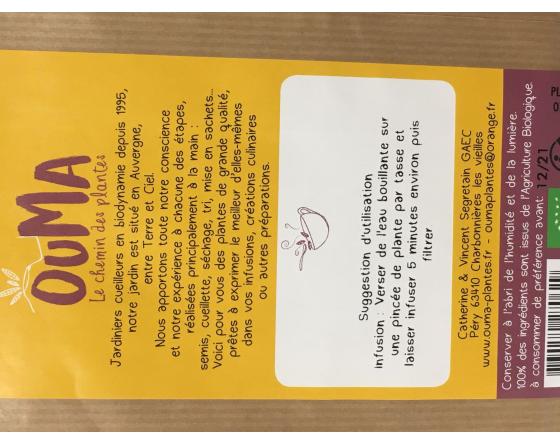 OUMA
Le chemin des plantes
Jardiniers cueilleurs en biodynamie depuis 1995,
notre jardin est situé en Auvergne,
entre Terre et Ciel.
Nous apportons toute notre conscience
et notre expérience à chacune des étapes,
réalisées principalement à la main :
semis, cueillette, séchage, tri, mise en sachets...
Voici pour vous des plantes de grande qualité,
prêtes à exprimer le meilleur d'elles-mêmes
dans vos infusions, créations culinaires
ou autres préparations.
Suggestion d'utilisation
Infusion : Verser de l'eau bouillante sur
une pincée de plante par tasse et
laisser infuser 5 minutes environ puis
filtrer
Catherine & Vincent Segretain GAEC
Péry 63410 Charbonnières les vieilles
www.ouma-plantes.fr - oumaplantes@orange.fr
Conserver à l'abri de l'humidité et de la lumière.
100% des ingrédients sont issus de l'Agriculture Biologique.
à consommer de préférence avant: 12/21